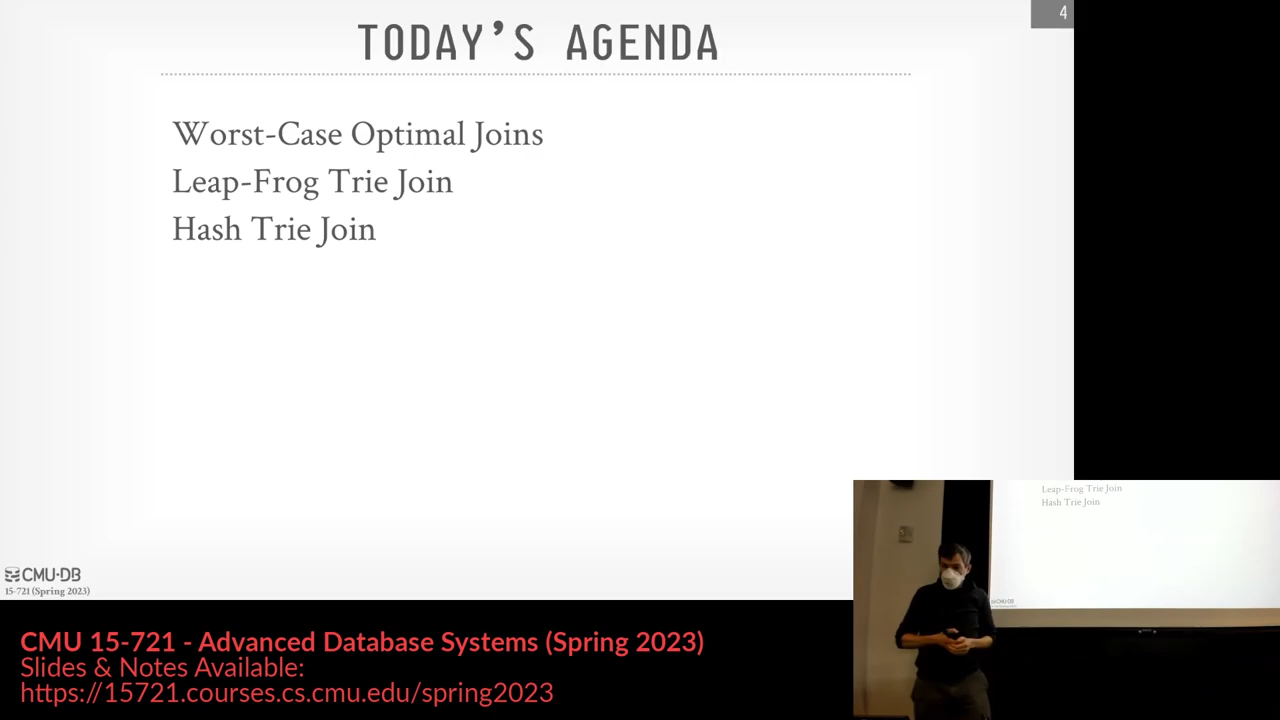 4
TODAY'S AGENDA
Worst-Case Optimal Joins
Leap-Frog Trie Join
Hash Trie Join
CMU·DB
15-721 (Spring 2023)
Leap-Frog Trie Join
Hash Trie Join
CMU 15-721 - Advanced Database Systems (Spring 2023)
Slides & Notes Available:
https://15721.courses.cs.cmu.edu/spring2023